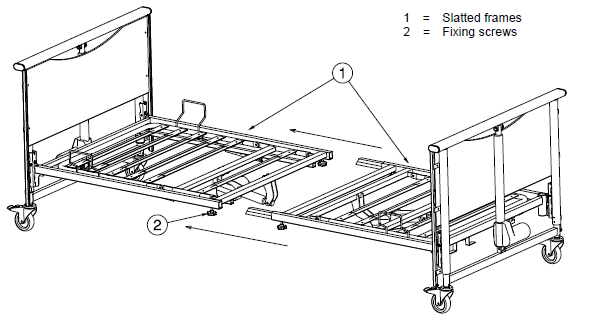 1 = Slatted frames
2 = Fixing screws
1
2